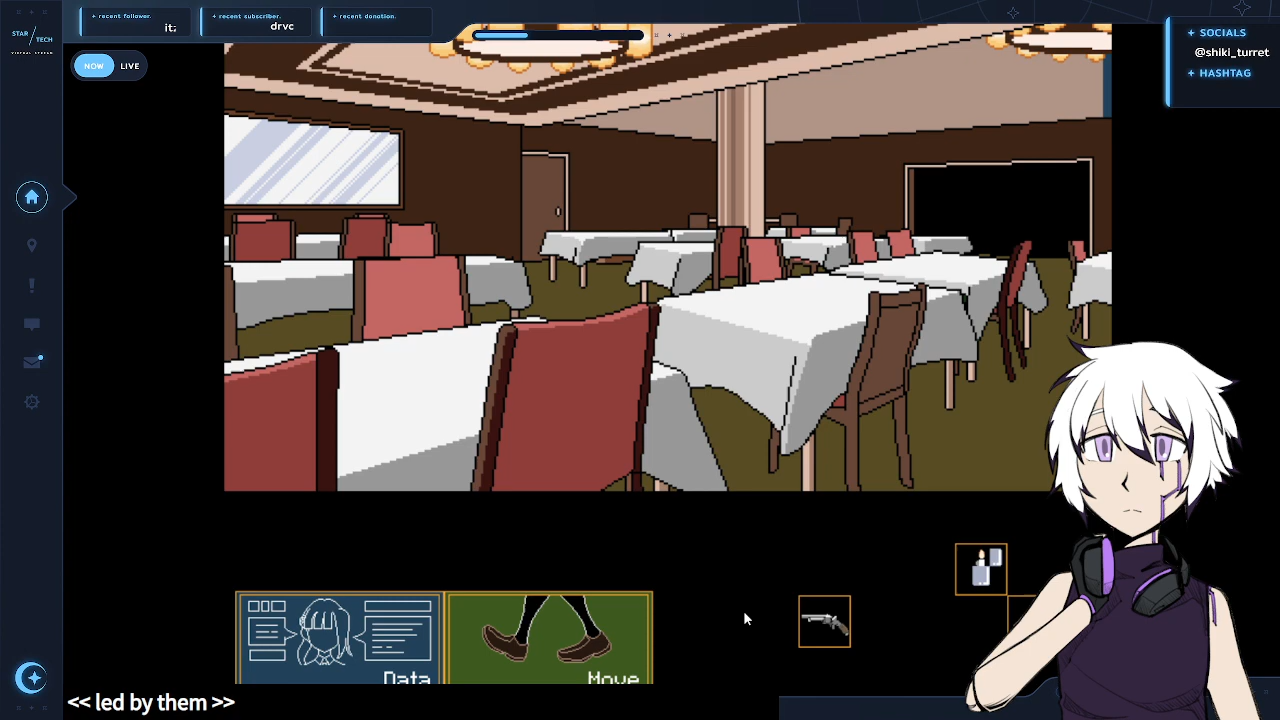 + recent follower.
it:
+ recent subscriber.
drvc
+ recent donation.
STAR
TECH
NOW
LIVE
+ SOCIALS
@shiki_turret
+ HASHTAG
Data
Move
<< led by them >>